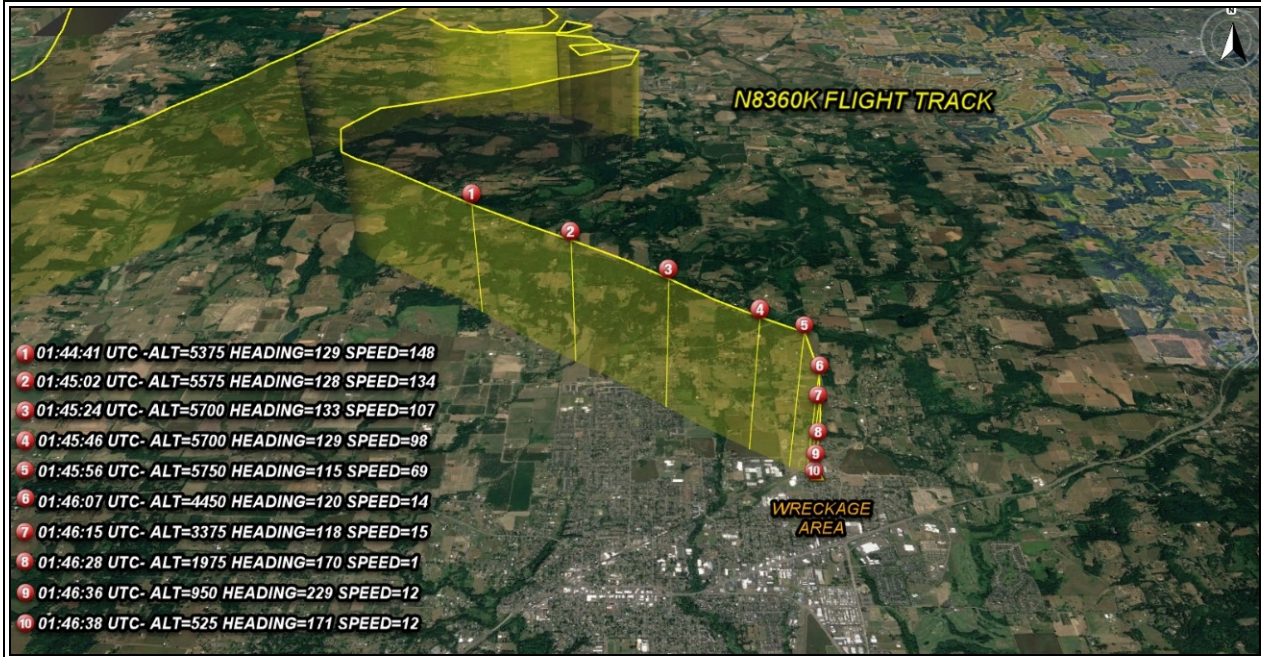 N
N8360K FLIGHT TRACK
1
2
3
4
5
6
7
8
9
10
WRECKAGE
AREA
1 01:44:41 UTC -ALT=5375 HEADING=129 SPEED=148
2 01:45:02 UTC- ALT=5575 HEADING=128 SPEED=134
3 01:45:24 UTC- ALT=5700 HEADING=133 SPEED=107
4 01:45:46 UTC- ALT=5700 HEADING=129 SPEED=98
5 01:45:56 UTC- ALT=5750 HEADING=115 SPEED=69
6 01:46:07 UTC- ALT=4450 HEADING=120 SPEED=14
7 01:46:15 UTC- ALT=3375 HEADING=118 SPEED=15
8 01:46:28 UTC- ALT=1975 HEADING=170 SPEED=1
9 01:46:36 UTC- ALT=950 HEADING=229 SPEED=12
10 01:46:38 UTC- ALT=525 HEADING=171 SPEED=12